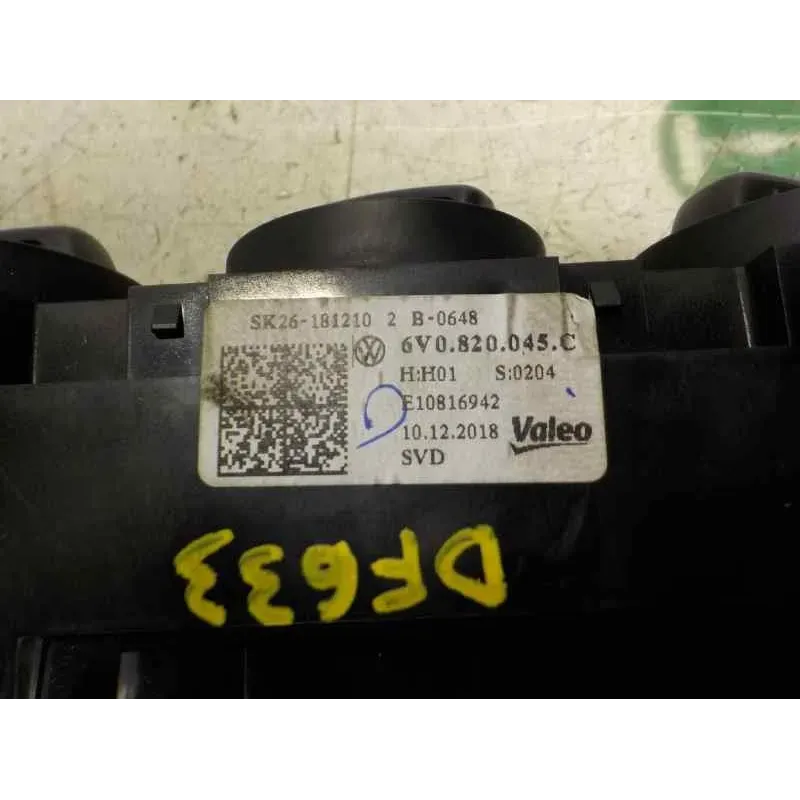 SK26-181210 2 B-0648
6V0.820.045.C
H:H01 S:0204
E10816942
10.12.2018 Valeo
SVD
DF633